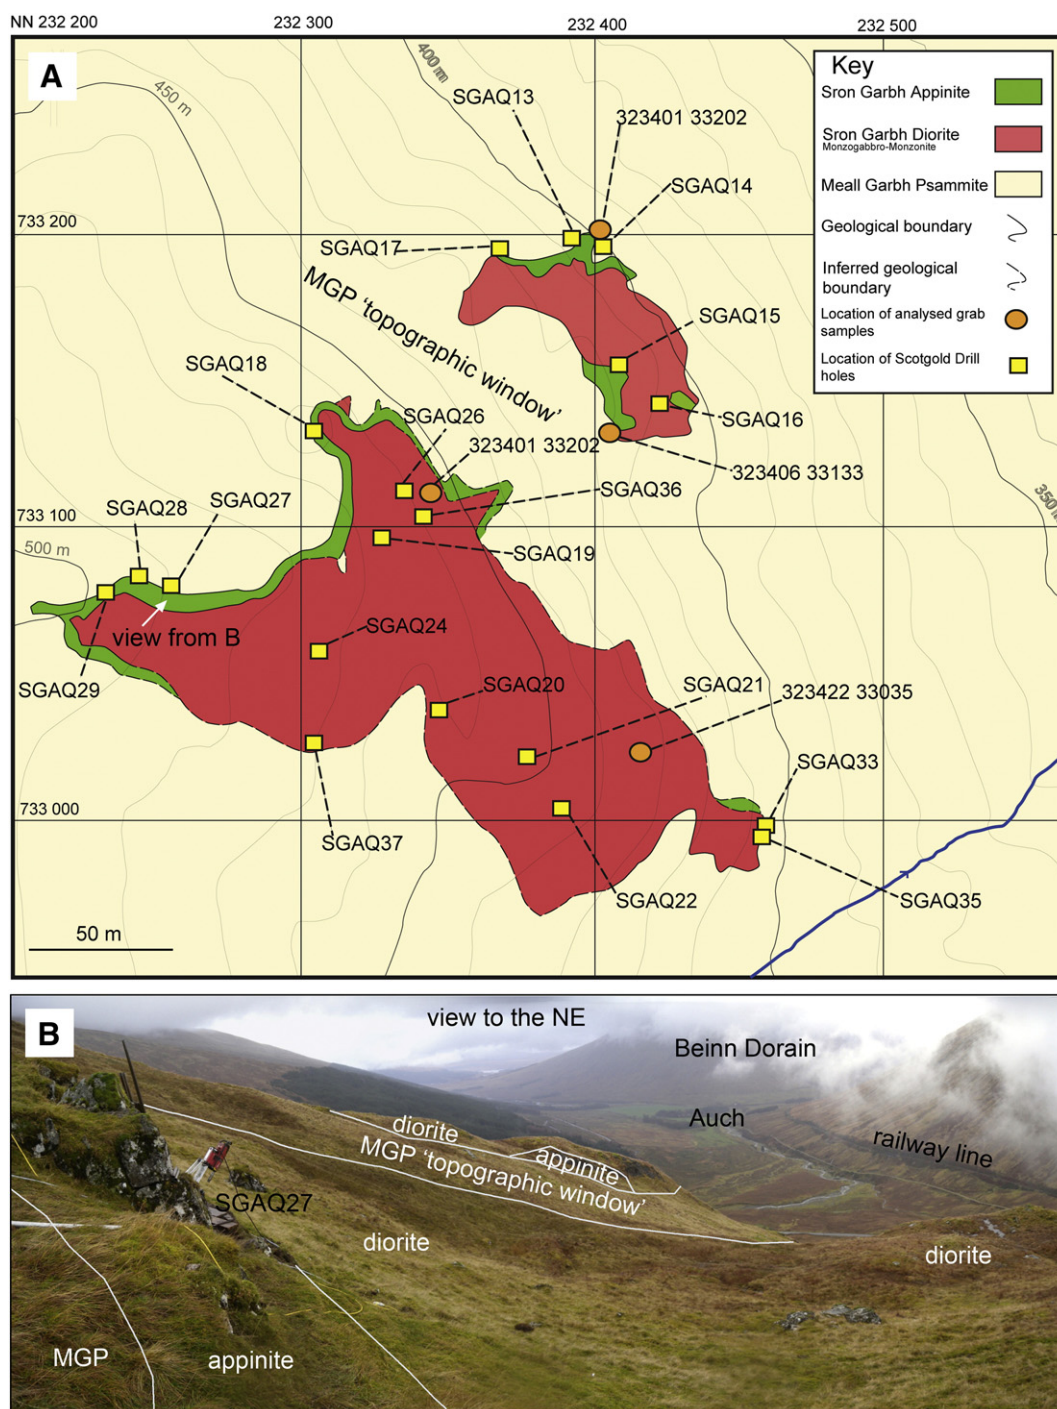 NN 232 200
232 300
232 400
232 500
A
400 m
450 m
SGAQ13
323401 33202
SGAQ14
733 200
SGAQ17
MGP 'topographic window'
SGAQ15
SGAQ18
SGAQ26
323401 33202
SGAQ16
323406 33133
SGAQ36
SGAQ28
SGAQ27
733 100
500 m
SGAQ19
350 m
view from B
SGAQ24
SGAQ29
SGAQ20
SGAQ21
323422 33035
SGAQ33
733 000
SGAQ37
SGAQ22
SGAQ35
50 m
Key
Sron Garbh Appinite
Sron Garbh Diorite
Monzogabbro-Monzonite
Meall Garbh Psammite
Geological boundary
Inferred geological
boundary
Location of analysed grab
samples
Location of Scotgold Drill
holes
B
view to the NE
Beinn Dorain
Auch
railway line
diorite
appinite
MGP 'topographic window'
SGAQ27
diorite
diorite
MGP
appinite